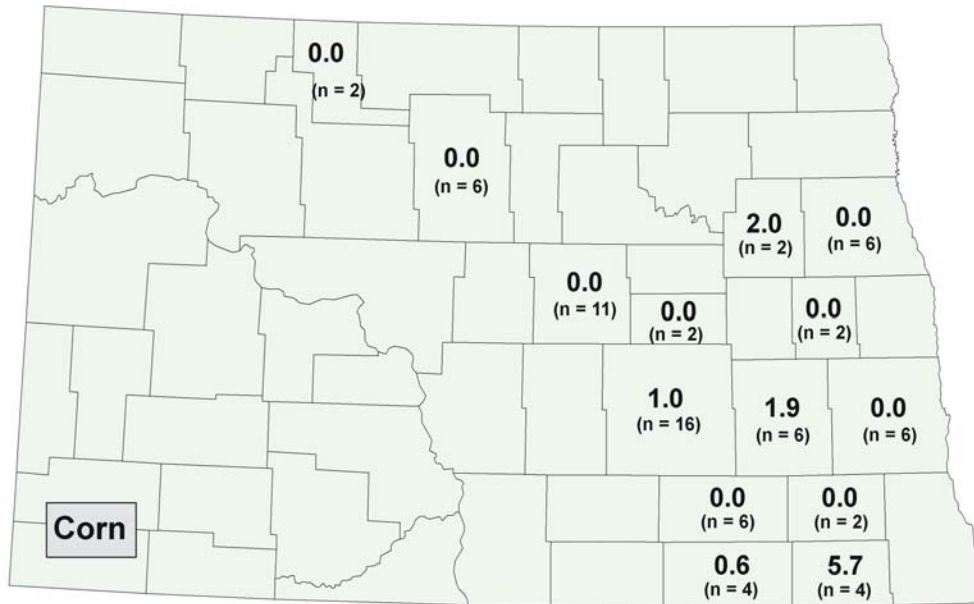 0.0
(n = 2)
0.0
(n = 6)
2.0
(n = 2)
0.0
(n = 6)
0.0
(n = 11)
0.0
(n = 2)
0.0
(n = 2)
1.0
(n = 16)
1.9
(n = 6)
0.0
(n = 6)
0.0
(n = 6)
0.0
(n = 2)
Corn
0.6
(n = 4)
5.7
(n = 4)